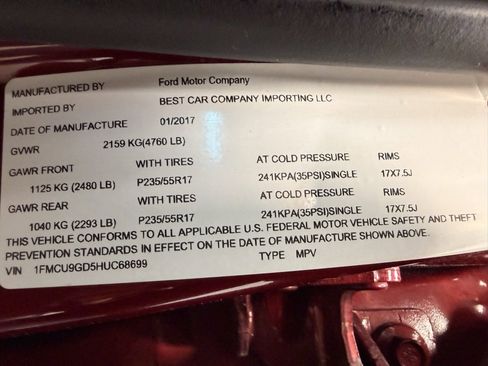 MANUFACTURED BY Ford Motor Company
IMPORTED BY BEST CAR COMPANY IMPORTING LLC
DATE OF MANUFACTURE 01/2017
GVWR 2159 KG(4760 LB)
GAWR FRONT WITH TIRES AT COLD PRESSURE RIMS
1125 KG (2480 LB) P235/55R17 241KPA(35PSI)SINGLE 17X7.5J
GAWR REAR WITH TIRES AT COLD PRESSURE RIMS
1040 KG (2293 LB) P235/55R17 241KPA(35PSI)SINGLE 17X7.5J
THIS VEHICLE CONFORMS TO ALL APPLICABLE U.S. FEDERAL MOTOR VEHICLE SAFETY AND THEFT
PREVENTION STANDARDS IN EFFECT ON THE DATE OF MANUFACTURE SHOWN ABOVE.
VIN 1FMCU9GD5HUC68699 TYPE MPV